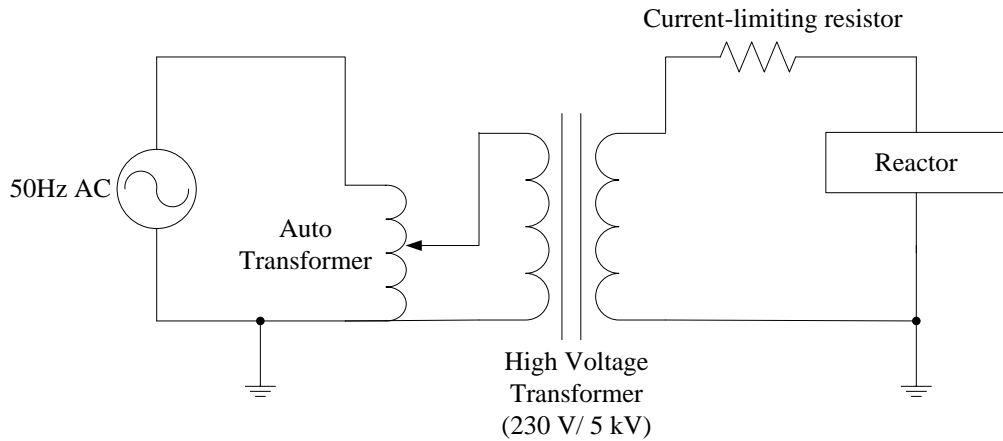 Current-limiting resistor
50Hz AC
Auto
Transformer
Reactor
High Voltage
Transformer
(230 V/ 5 kV)